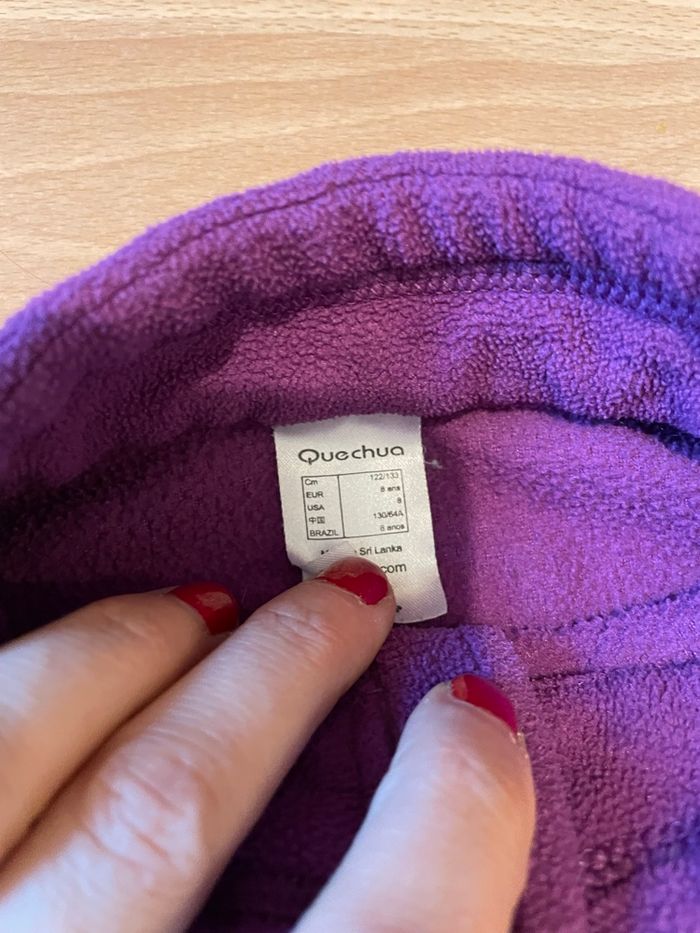 Quechua
Cm 122/133
EUR 8 ans
USA 8
中国 130/64A
BRAZIL 8 anos
Sri Lanka
.com